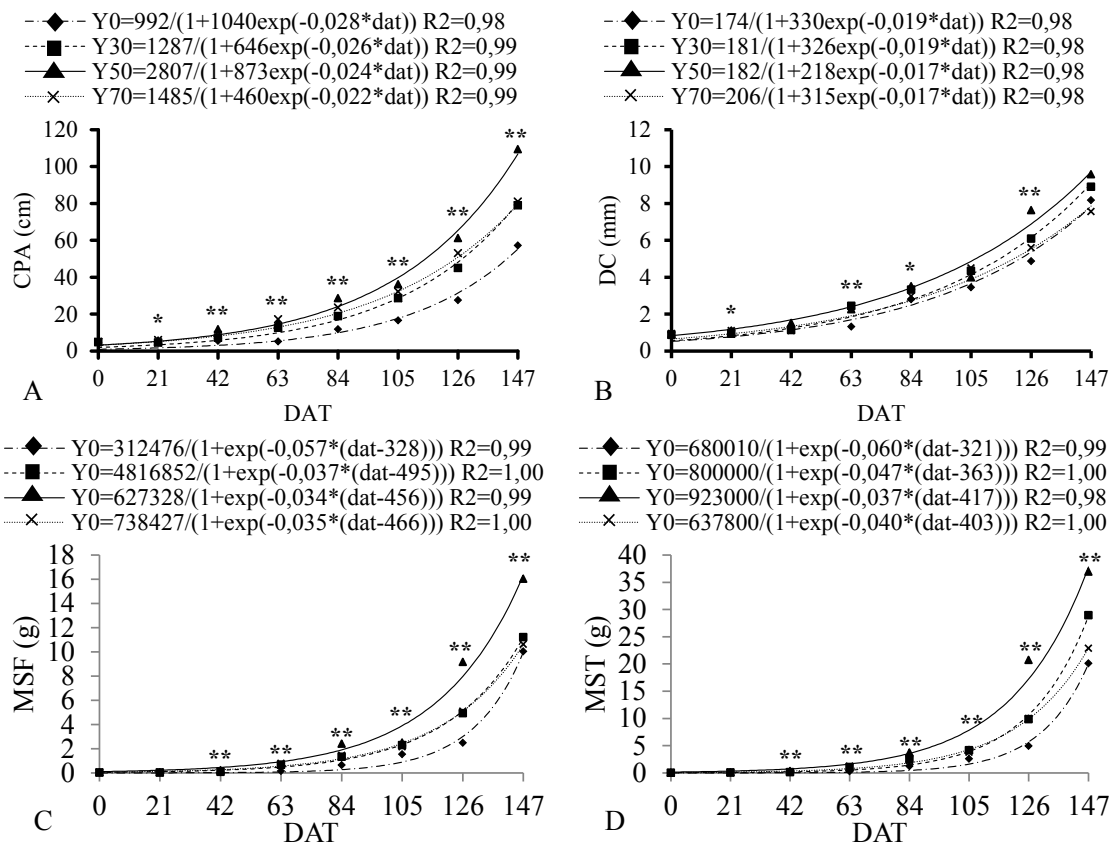 Y0=992/(1+1040exp(-0,028*dat)) R2=0,98
Y30=1287/(1+646exp(-0,026*dat)) R2=0,99
Y50=2807/(1+873exp(-0,024*dat)) R2=0,99
Y70=1485/(1+460exp(-0,022*dat)) R2=0,99
120
100
80
60
40
20
0
CPA (cm)
* ** ** ** ** ** **
0 21 42 63 84 105 126 147
A
DAT
Y0=174/(1+330exp(-0,019*dat)) R2=0,98
Y30=181/(1+326exp(-0,019*dat)) R2=0,98
Y50=182/(1+218exp(-0,017*dat)) R2=0,98
Y70=206/(1+315exp(-0,017*dat)) R2=0,98
12
10
8
6
4
2
0
DC (mm)
* ** * **
0 21 42 63 84 105 126 147
B
DAT
Y0=312476/(1+exp(-0,057*(dat-328))) R2=0,99
Y0=4816852/(1+exp(-0,037*(dat-495))) R2=1,00
Y0=627328/(1+exp(-0,034*(dat-456))) R2=0,99
Y0=738427/(1+exp(-0,035*(dat-466))) R2=1,00
18
16
14
12
10
8
6
4
2
0
MSF (g)
** ** ** ** ** **
0 21 42 63 84 105 126 147
C
DAT
Y0=680010/(1+exp(-0,060*(dat-321))) R2=0,99
Y0=800000/(1+exp(-0,047*(dat-363))) R2=1,00
Y0=923000/(1+exp(-0,037*(dat-417))) R2=0,98
Y0=637800/(1+exp(-0,040*(dat-403))) R2=1,00
40
35
30
25
20
15
10
5
0
MST (g)
** ** ** ** ** **
0 21 42 63 84 105 126 147
D
DAT